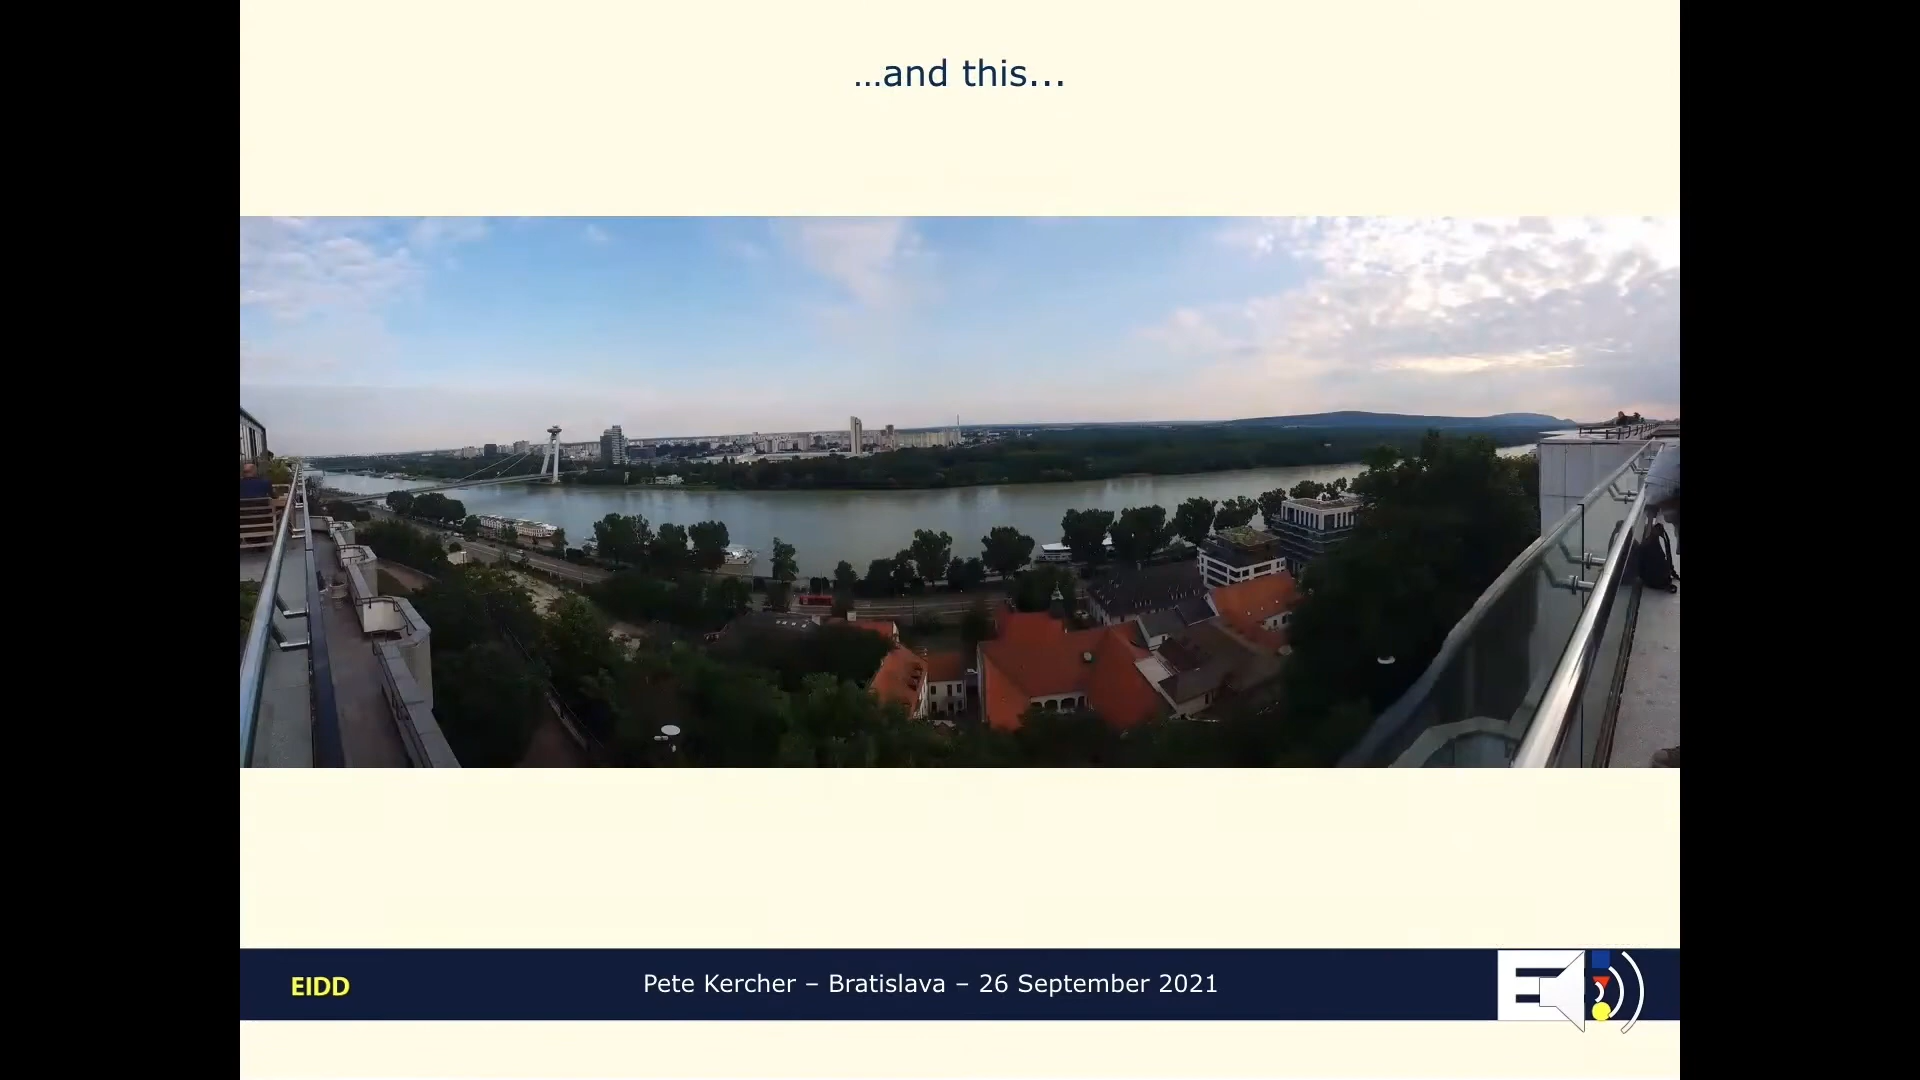 …and this…
EIDD
Pete Kercher – Bratislava – 26 September 2021